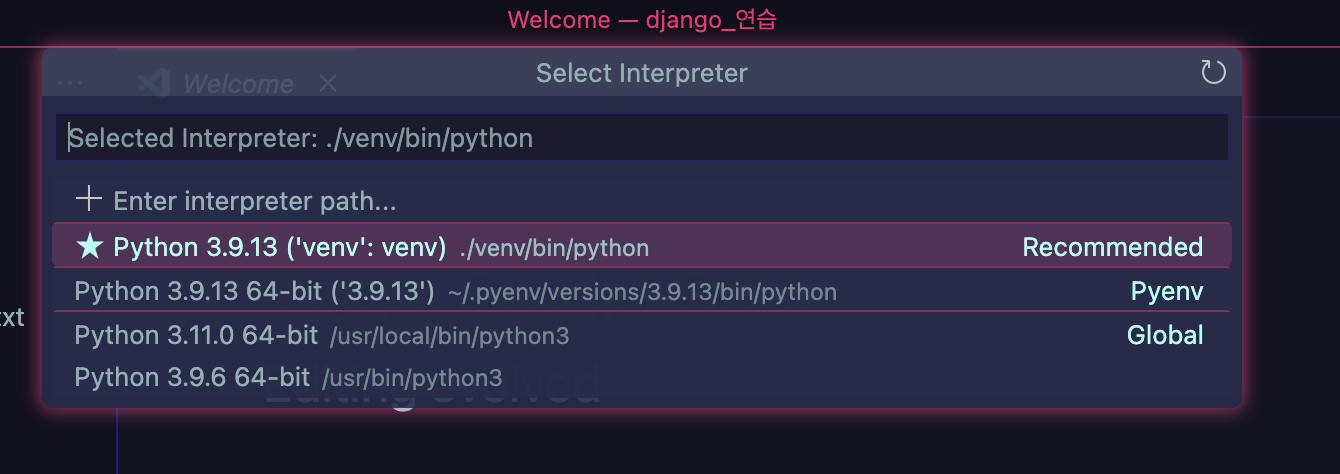 Welcome — django_연습
... Welcome
Select Interpreter
Selected Interpreter: ./venv/bin/python
Enter interpreter path...
Python 3.9.13 ('venv': venv) ./venv/bin/python Recommended
Python 3.9.13 64-bit ('3.9.13') ~/.pyenv/versions/3.9.13/bin/python Pyenv
xt
Python 3.11.0 64-bit /usr/local/bin/python3 Global
Python 3.9.6 64-bit /usr/bin/python3
Editing evolved